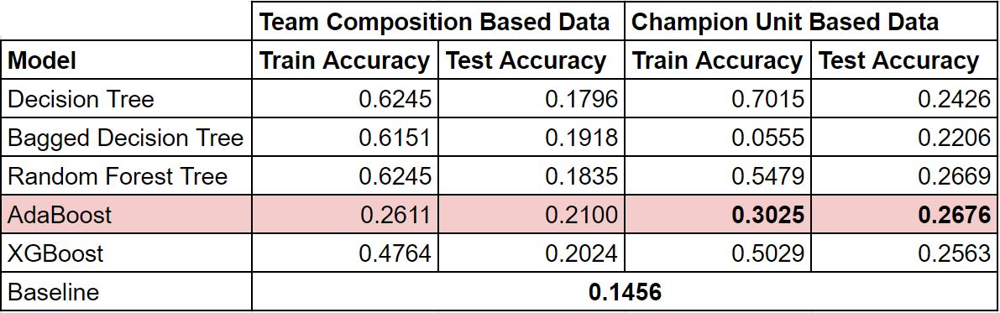 Team Composition Based Data Champion Unit Based Data
Model Train Accuracy Test Accuracy Train Accuracy Test Accuracy
Decision Tree 0.6245 0.1796 0.7015 0.2426
Bagged Decision Tree 0.6151 0.1918 0.0555 0.2206
Random Forest Tree 0.6245 0.1835 0.5479 0.2669
AdaBoost 0.2611 0.2100 0.3025 0.2676
XGBoost 0.4764 0.2024 0.5029 0.2563
Baseline 0.1456